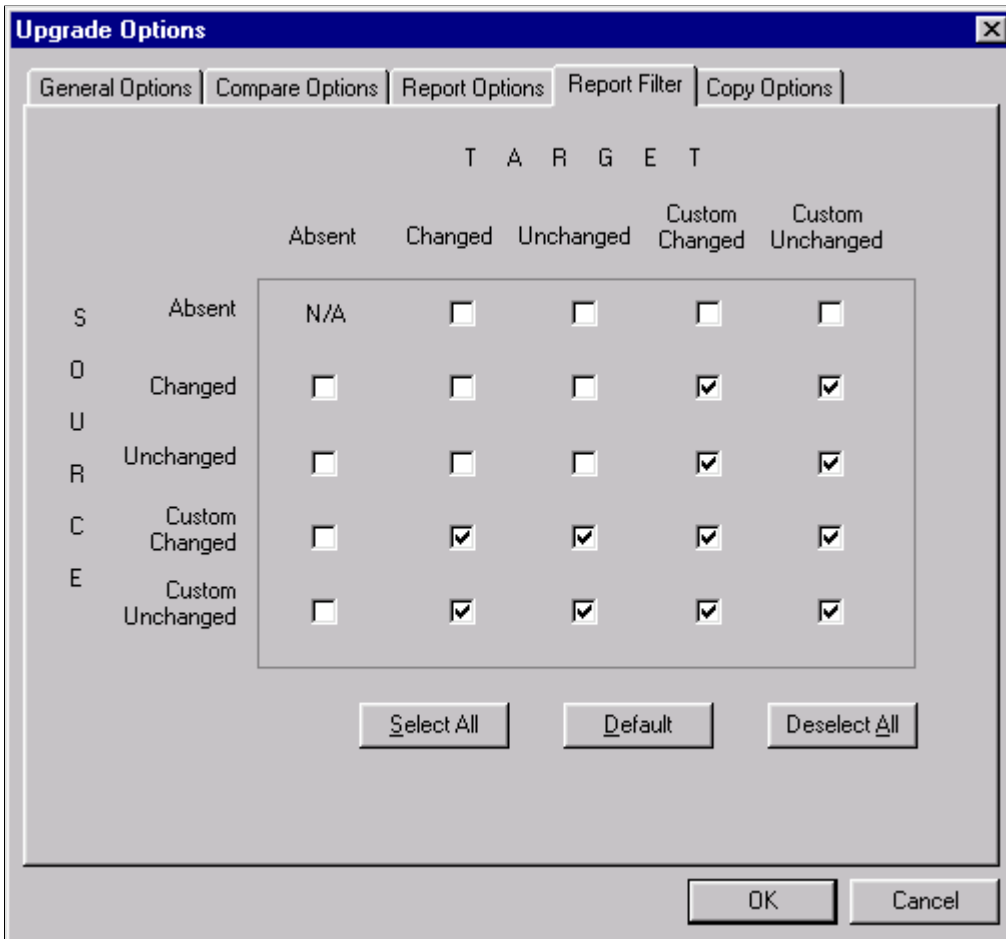 Upgrade Options
General Options
Compare Options
Report Options
Report Filter
Copy Options
T A R G E T
Absent
Changed
Unchanged
Custom
Changed
Custom
Unchanged
S O U R C E
Absent
N/A
Changed
Unchanged
Custom
Changed
Custom
Unchanged
Select All
Default
Deselect All
OK
Cancel